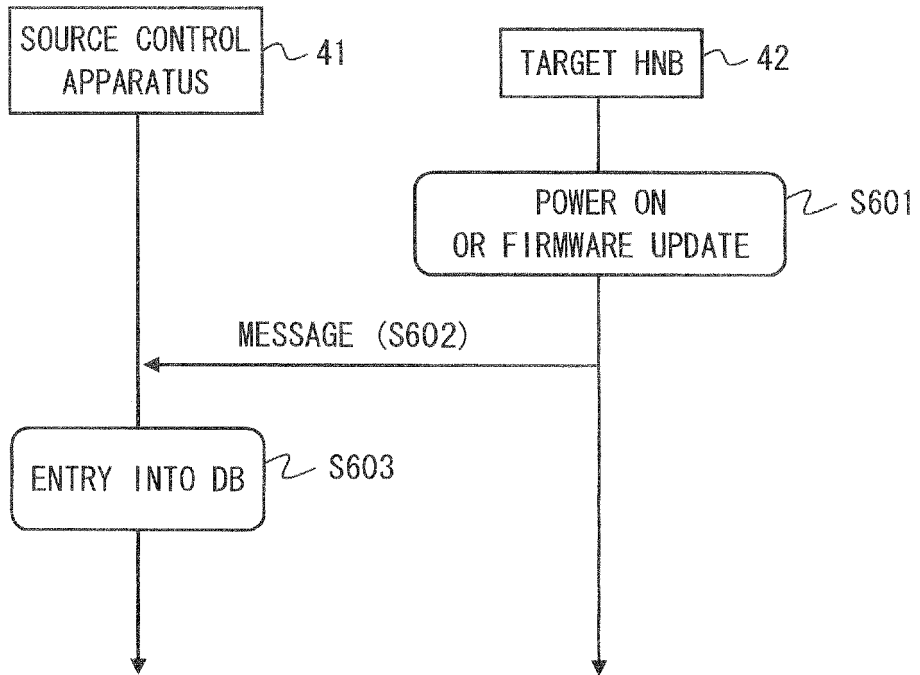 SOURCE CONTROL
APPARATUS
41
TARGET HNB
42
POWER ON
OR FIRMWARE UPDATE
S601
MESSAGE (S602)
ENTRY INTO DB
S603